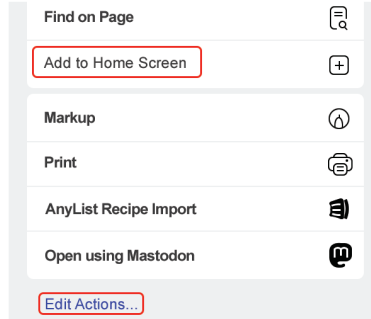 Find on Page
Add to Home Screen
Markup
Print
AnyList Recipe Import
Open using Mastodon
Edit Actions...